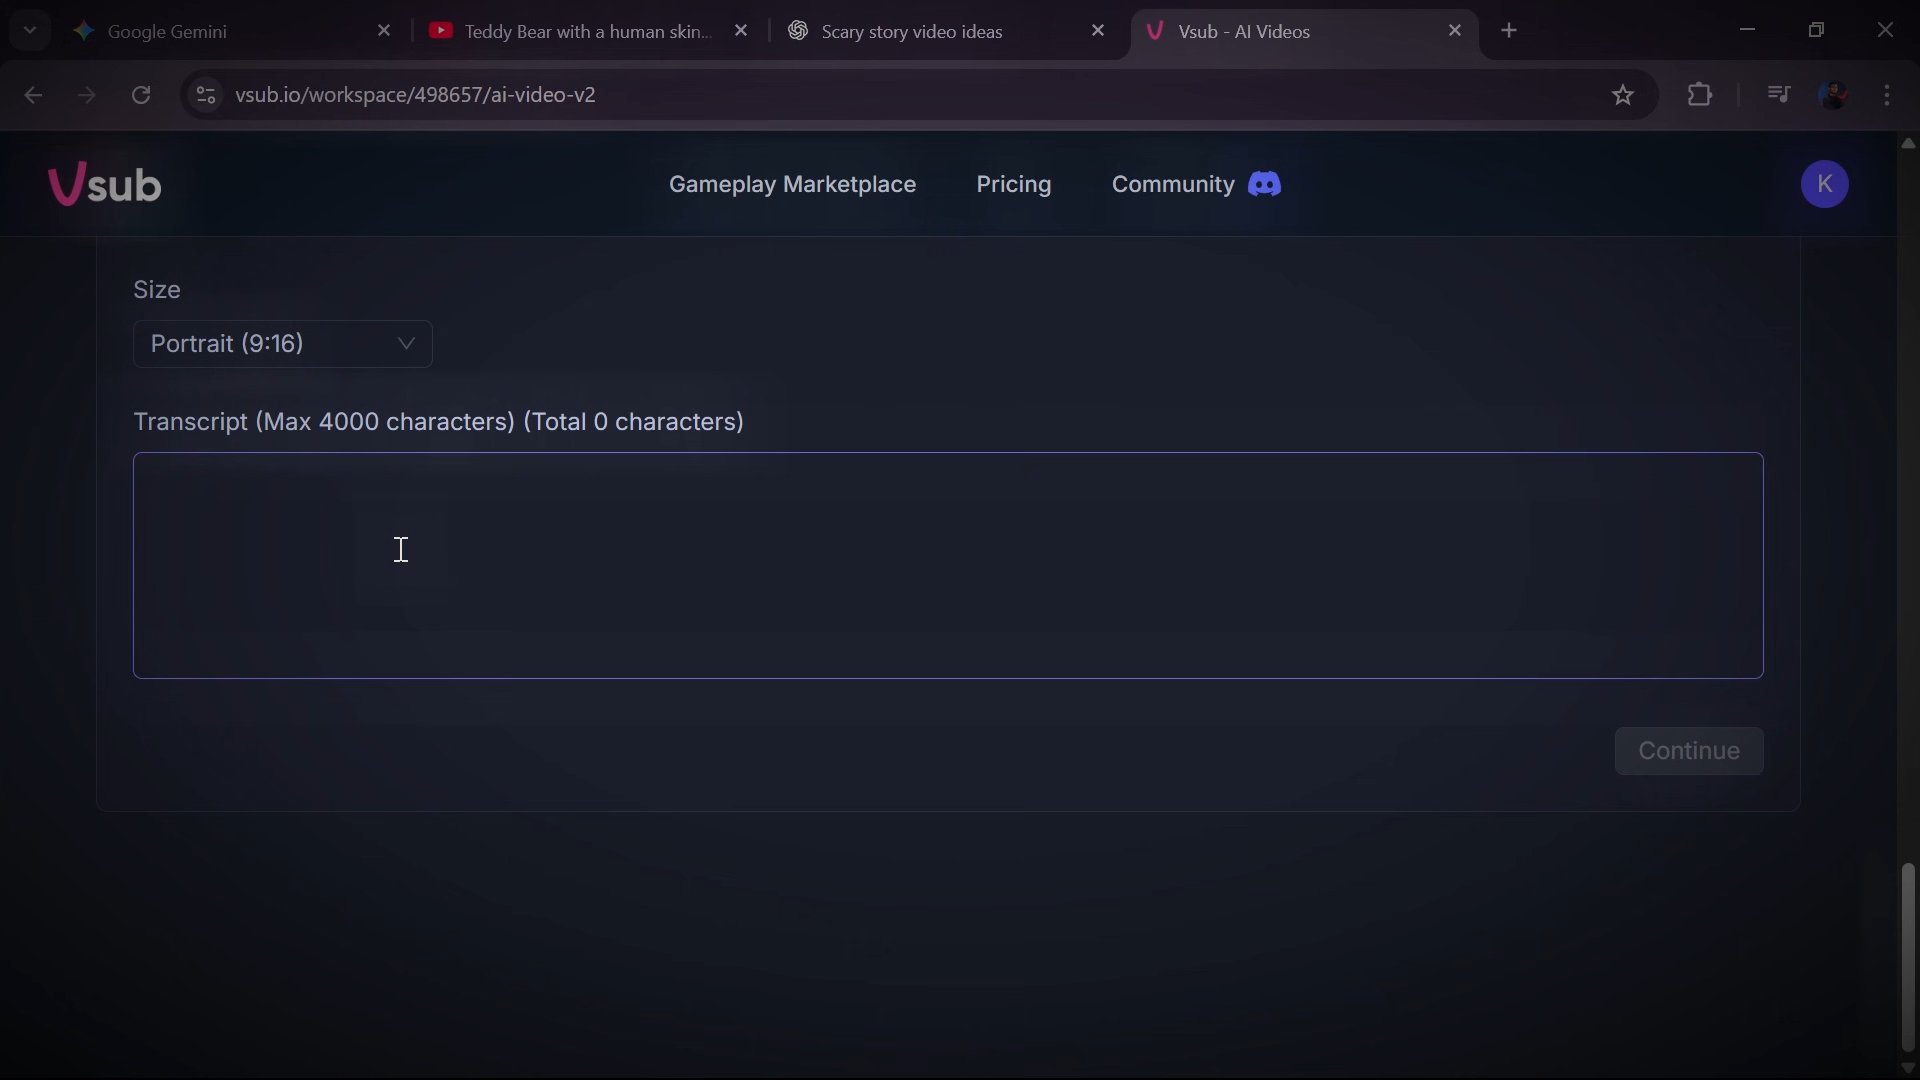 Google Gemini
Teddy Bear with a human skin...
Scary story video ideas
Vsub - AI Videos
vsub.io/workspace/498657/ai-video-v2
Vsub
Gameplay Marketplace
Pricing
Community
K
Size
Portrait (9:16)
Transcript (Max 4000 characters) (Total 0 characters)
Continue